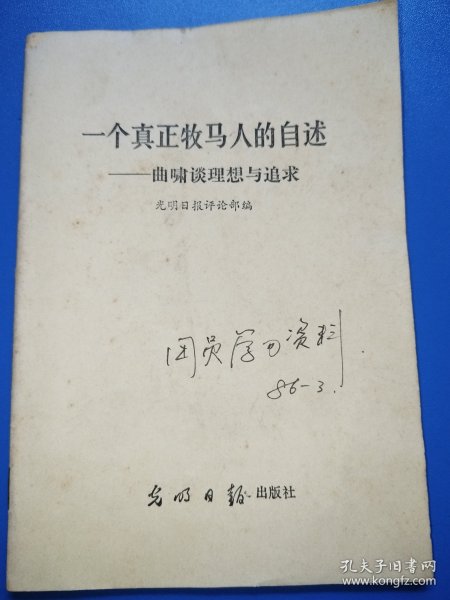 一个真正牧马人的自述
——曲啸谈理想与追求
光明日报评论部编
团员学习资料
86-3.
光明日报出版社
孔夫子旧书网
www.kongfz.com